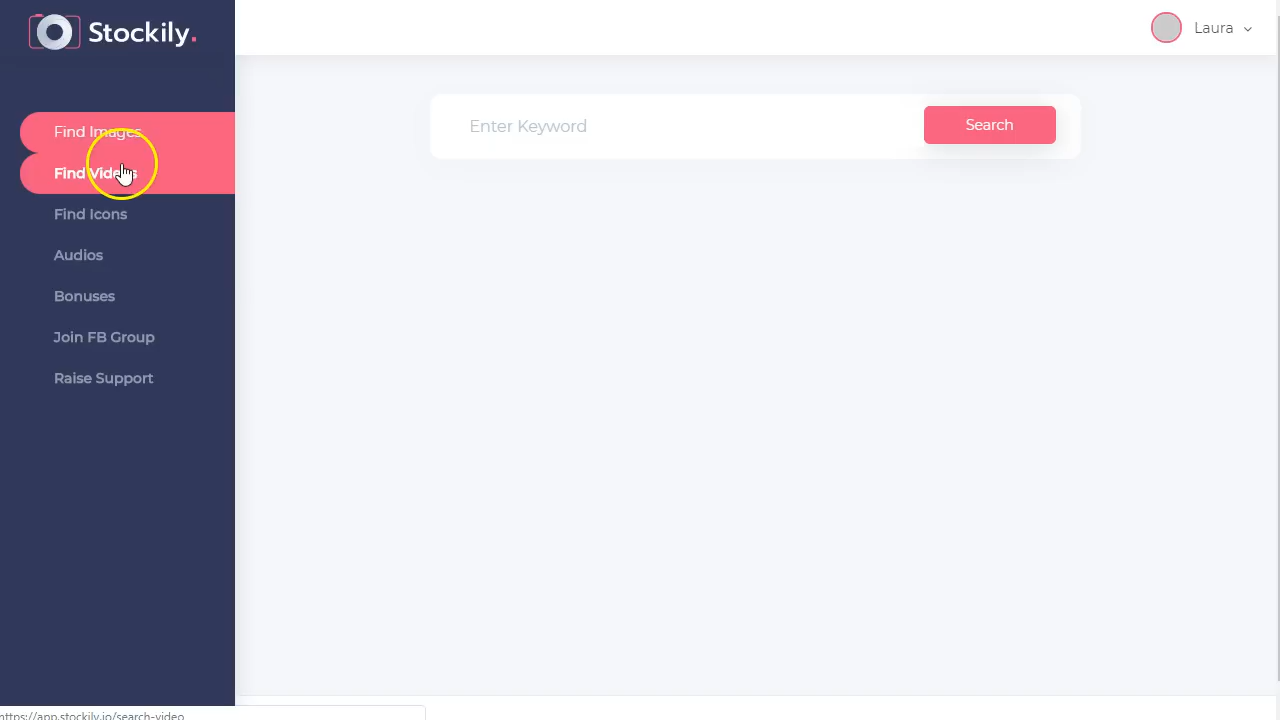 Stockily.
Laura
Find Images
Find Videos
Find Icons
Audios
Bonuses
Join FB Group
Raise Support
Enter Keyword
Search
https://app.stockily.io/search-video